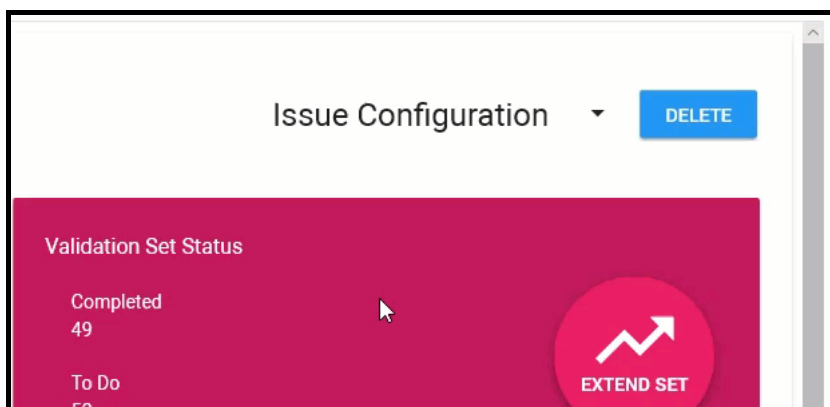 Issue Configuration
DELETE
Validation Set Status
Completed
49
To Do
EXTEND SET